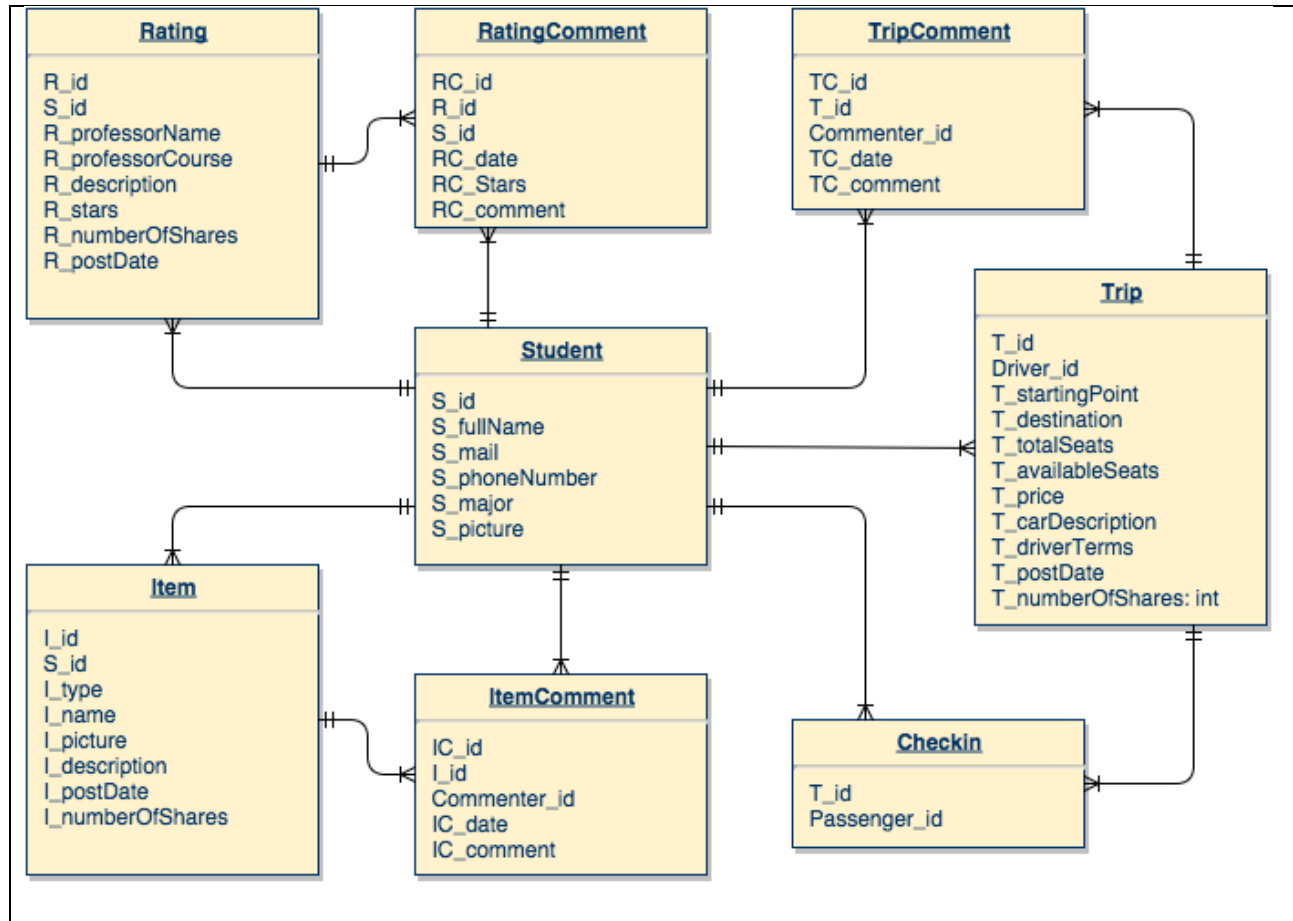 Rating
R_id
S_id
R_professorName
R_professorCourse
R_description
R_stars
R_numberOfShares
R_postDate
RatingComment
RC_id
R_id
S_id
RC_date
RC_Stars
RC_comment
TripComment
TC_id
T_id
Commenter_id
TC_date
TC_comment
Student
S_id
S_fullName
S_mail
S_phoneNumber
S_major
S_picture
Trip
T_id
Driver_id
T_startingPoint
T_destination
T_totalSeats
T_availableSeats
T_price
T_carDescription
T_driverTerms
T_postDate
T_numberOfShares: int
Item
I_id
S_id
I_type
I_name
I_picture
I_description
I_postDate
I_numberOfShares
ItemComment
IC_id
I_id
Commenter_id
IC_date
IC_comment
Checkin
T_id
Passenger_id